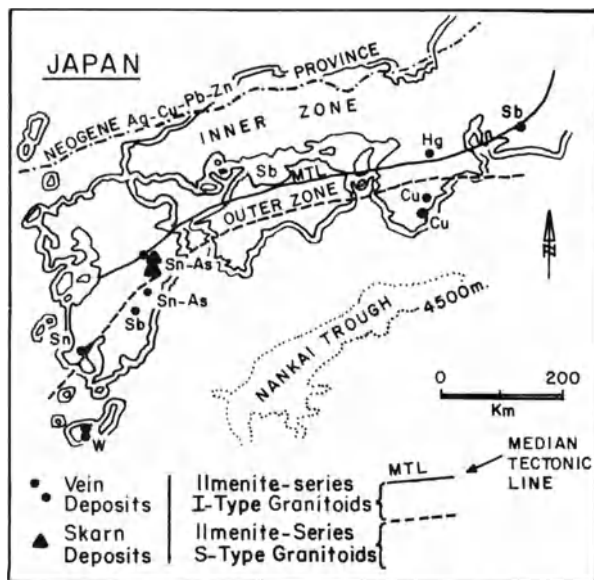 JAPAN
NEOGENE Ag-Cu-Pb-Zn PROVINCE
INNER ZONE
Sb
Hg
Sb
MTL
OUTER ZONE
Cu
Cu
Sn-As
Sn-As
Sb
Sn
W
NANKAI TROUGH
4500m.
N
0 200
Km
Vein
Deposits
Skarn
Deposits
Ilmenite-series
I-Type Granitoids
Ilmenite-Series
S-Type Granitoids
MTL
MEDIAN
TECTONIC
LINE